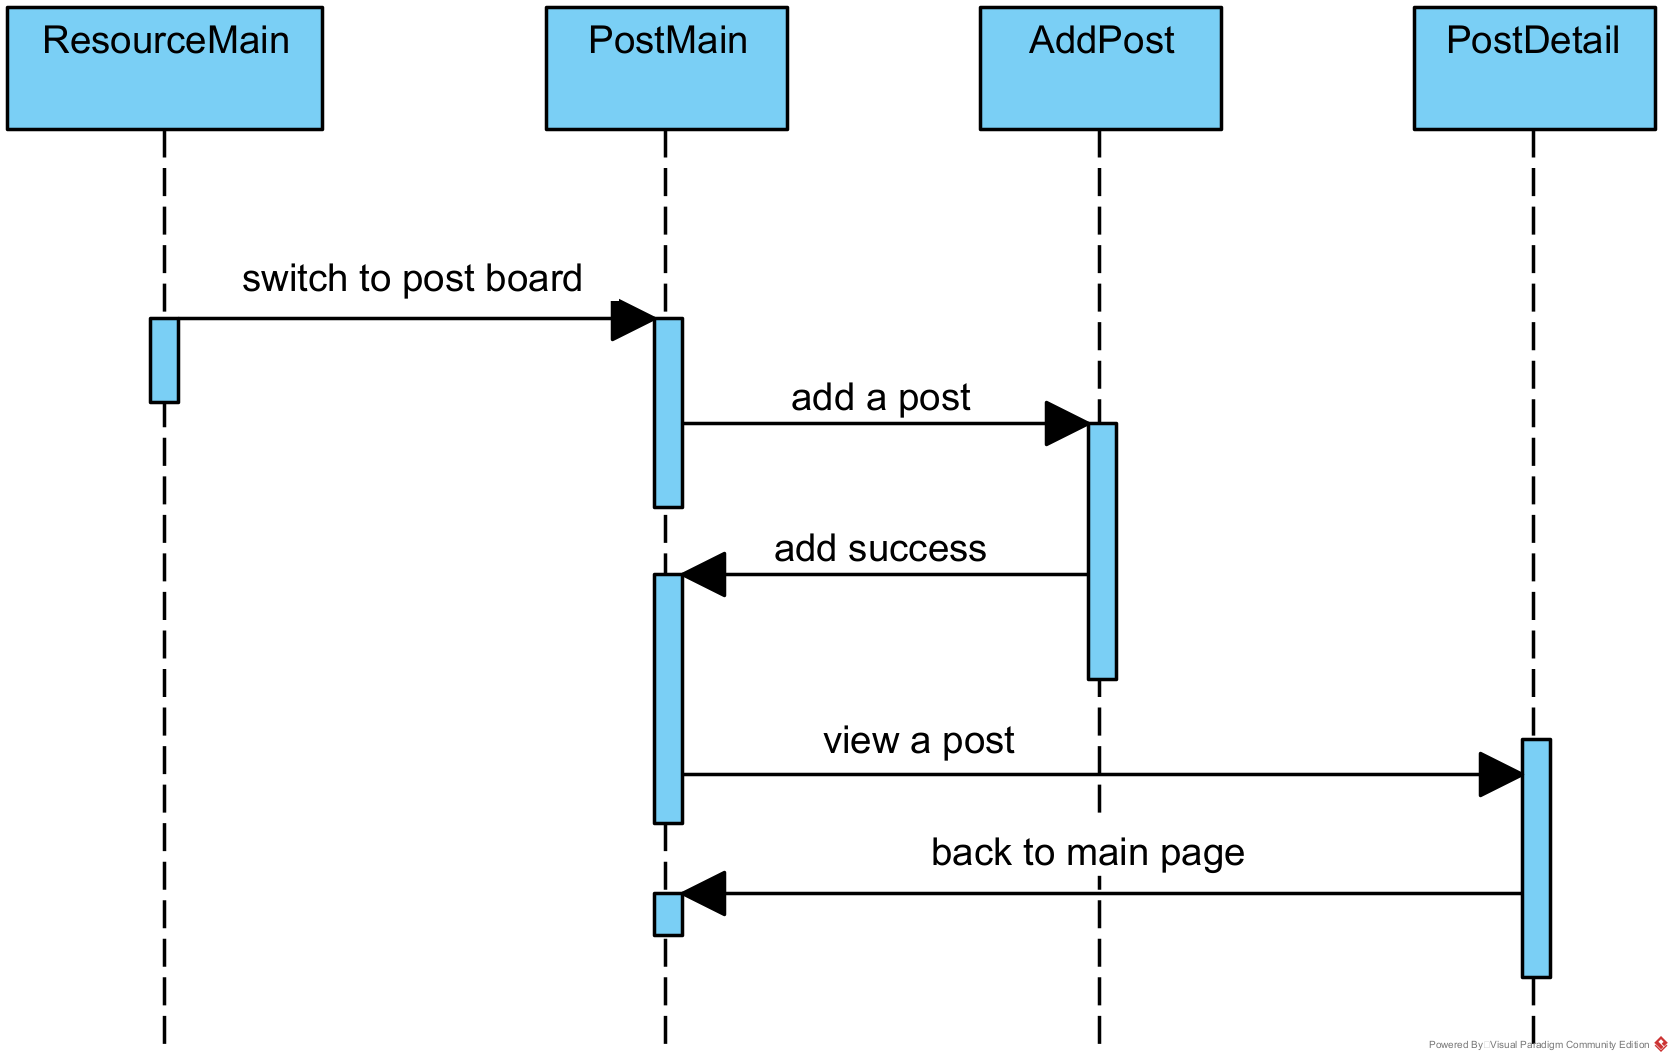 ResourceMain
PostMain
AddPost
PostDetail
switch to post board
add a post
add success
view a post
back to main page
Powered By Visual Paradigm Community Edition